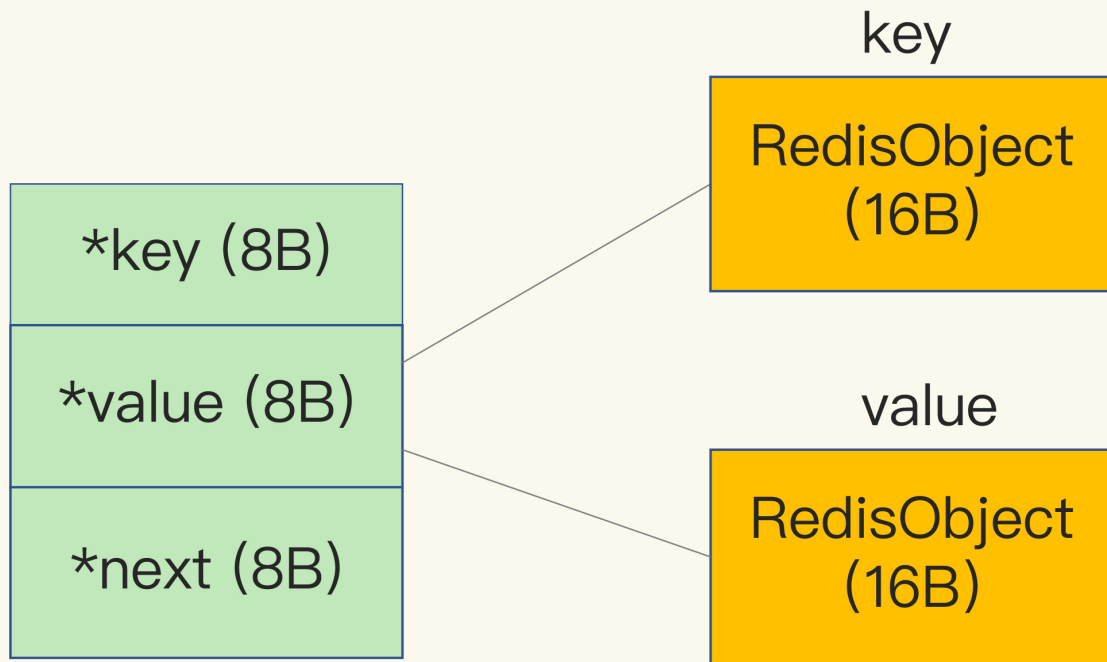 *key (8B)
*value (8B)
*next (8B)
key
RedisObject
(16B)
value
RedisObject
(16B)